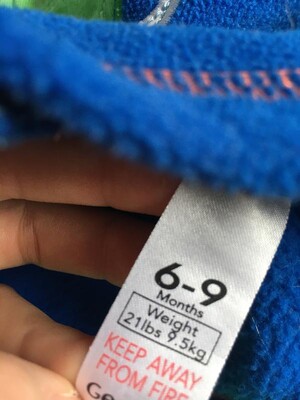 6-9
Months
Weight
21lbs 9.5kg
KEEP AWAY
FROM FIRE